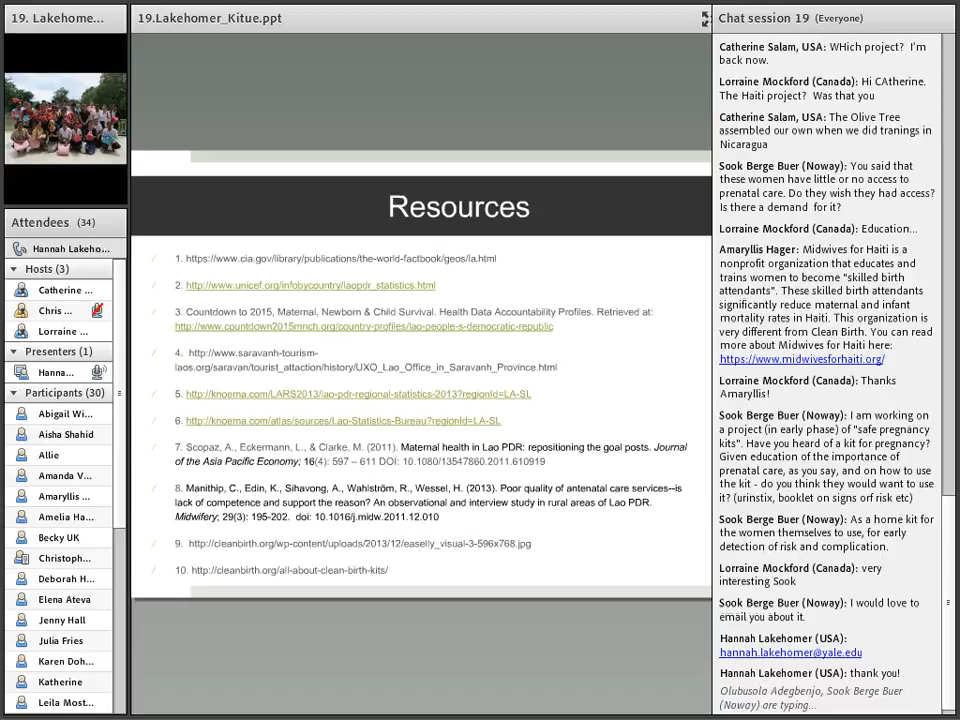 19. Lakehome...
19.Lakehomer_Kitue.ppt
Chat session 19 (Everyone)
Attendees (34)
Hannah Lakeho...
Hosts (3)
Catherine ...
Chris ...
Lorraine ...
Presenters (1)
Hanna...
Participants (30)
Abigail Wi...
Aisha Shahid
Allie
Amanda V...
Amaryllis ...
Amelia Ha...
Becky UK
Christoph...
Deborah H...
Elena Ateva
Jenny Hall
Julia Fries
Karen Doh...
Katherine
Leila Most...
Resources
1. https://www.cia.gov/library/publications/the-world-factbook/geos/la.html
2. http://www.unicef.org/infobycountry/laopdr_statistics.html
3. Countdown to 2015, Maternal, Newborn & Child Survival. Health Data Accountability Profiles. Retrieved at:
http://www.countdown2015mnch.org/country-profiles/lao-people-s-democratic-republic
4. http://www.saravanh-tourism-
laos.org/saravan/tourist_attaction/history/UXO_Lao_Office_in_Saravanh_Province.html
5. http://knoema.com/LARS2013/lao-pdr-regional-statistics-2013?regionId=LA-SL
6. http://knoema.com/atlas/sources/Lao-Statistics-Bureau?regionId=LA-SL
7. Scopaz, A., Eckermann, L., & Clarke, M. (2011). Maternal health in Lao PDR: repositioning the goal posts. Journal
of the Asia Pacific Economy; 16(4): 597 – 611 DOI: 10.1080/13547860.2011.610919
8. Manithip, C., Edin, K., Sihavong, A., Wahlström, R., Wessel, H. (2013). Poor quality of antenatal care services--is
lack of competence and support the reason? An observational and interview study in rural areas of Lao PDR.
Midwifery; 29(3): 195-202. doi: 10.1016/j.midw.2011.12.010
9. http://cleanbirth.org/wp-content/uploads/2013/12/easelly_visual-3-596x768.jpg
10. http://cleanbirth.org/all-about-clean-birth-kits/
Catherine Salam, USA: WHich project? I'm
back now.
Lorraine Mockford (Canada): Hi CAtherine.
The Haiti project? Was that you
Catherine Salam, USA: The Olive Tree
assembled our own when we did tranings in
Nicaragua
Sook Berge Buer (Noway): You said that
these women have little or no access to
prenatal care. Do they wish they had access?
Is there a demand for it?
Lorraine Mockford (Canada): Education...
Amaryllis Hager: Midwives for Haiti is a
nonprofit organization that educates and
trains women to become "skilled birth
attendants". These skilled birth attendants
significantly reduce maternal and infant
mortality rates in Haiti. This organization is
very different from Clean Birth. You can read
more about Midwives for Haiti here:
https://www.midwivesforhaiti.org/
Lorraine Mockford (Canada): Thanks
Amaryllis!
Sook Berge Buer (Noway): I am working on
a project (in early phase) of "safe pregnancy
kits". Have you heard of a kit for pregnancy?
Given education of the importance of
prenatal care, as you say, and on how to use
the kit - do you think they would want to use
it? (urinstix, booklet on signs off risk etc)
Sook Berge Buer (Noway): As a home kit for
the women themselves to use, for early
detection of risk and complication.
Lorraine Mockford (Canada): very
interesting Sook
Sook Berge Buer (Noway): I would love to
email you about it.
Hannah Lakehomer (USA):
hannah.lakehomer@yale.edu
Hannah Lakehomer (USA): thank you!
Olubusola Adegbenjo, Sook Berge Buer
(Noway) are typing...